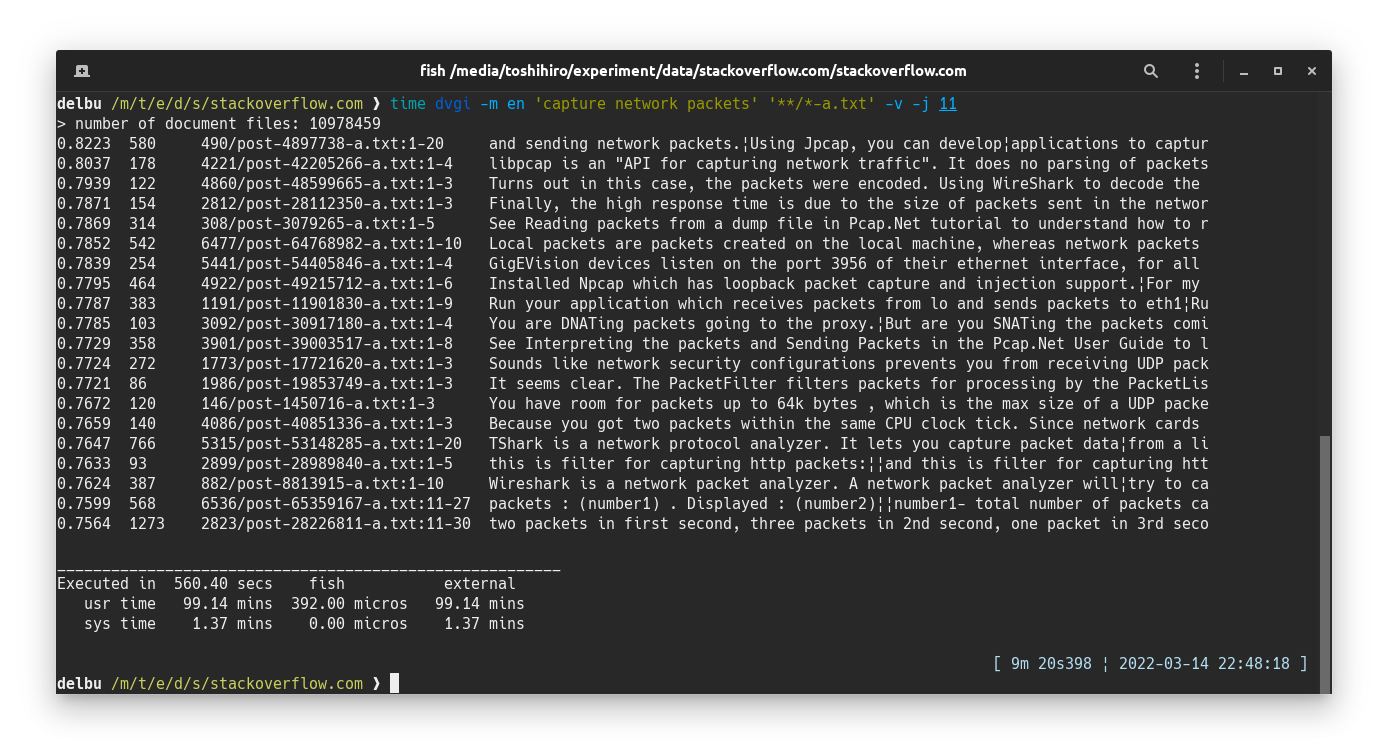 fish /media/toshihiro/experiment/data/stackoverflow.com/stackoverflow.com
delbu /m/t/e/d/s/stackoverflow.com ❯ time dvgi -m en 'capture network packets' '**/*-a.txt' -v -j 11
> number of document files: 10978459
0.8223  580     490/post-4897738-a.txt:1-20     and sending network packets.¦Using Jpcap, you can develop¦applications to captur
0.8037  178     4221/post-42205266-a.txt:1-4    libpcap is an "API for capturing network traffic". It does no parsing of packets
0.7939  122     4860/post-48599665-a.txt:1-3    Turns out in this case, the packets were encoded. Using WireShark to decode the
0.7871  154     2812/post-28112350-a.txt:1-3    Finally, the high response time is due to the size of packets sent in the networ
0.7869  314     308/post-3079265-a.txt:1-5      See Reading packets from a dump file in Pcap.Net tutorial to understand how to r
0.7852  542     6477/post-64768982-a.txt:1-10   Local packets are packets created on the local machine, whereas network packets
0.7839  254     5441/post-54405846-a.txt:1-4    GigEVision devices listen on the port 3956 of their ethernet interface, for all
0.7795  464     4922/post-49215712-a.txt:1-6    Installed Npcap which has loopback packet capture and injection support.¦For my
0.7787  383     1191/post-11901830-a.txt:1-9    Run your application which receives packets from lo and sends packets to eth1¦Ru
0.7785  103     3092/post-30917180-a.txt:1-4    You are DNATing packets going to the proxy.¦But are you SNATing the packets comi
0.7729  358     3901/post-39003517-a.txt:1-8    See Interpreting the packets and Sending Packets in the Pcap.Net User Guide to l
0.7724  272     1773/post-17721620-a.txt:1-3    Sounds like network security configurations prevents you from receiving UDP pack
0.7721  86      1986/post-19853749-a.txt:1-3    It seems clear. The PacketFilter filters packets for processing by the PacketLis
0.7672  120     146/post-1450716-a.txt:1-3      You have room for packets up to 64k bytes , which is the max size of a UDP packe
0.7659  140     4086/post-40851336-a.txt:1-3    Because you got two packets within the same CPU clock tick. Since network cards
0.7647  766     5315/post-53148285-a.txt:1-20   TShark is a network protocol analyzer. It lets you capture packet data¦from a li
0.7633  93      2899/post-28989840-a.txt:1-5    this is filter for capturing http packets:¦¦and this is filter for capturing htt
0.7624  387     882/post-8813915-a.txt:1-10     Wireshark is a network packet analyzer. A network packet analyzer will¦try to ca
0.7599  568     6536/post-65359167-a.txt:11-27  packets : (number1) . Displayed : (number2)¦¦number1- total number of packets ca
0.7564  1273    2823/post-28226811-a.txt:11-30  two packets in first second, three packets in 2nd second, one packet in 3rd seco
________________________________________________________
Executed in  560.40 secs    fish           external
usr time   99.14 mins  392.00 micros   99.14 mins
sys time    1.37 mins    0.00 micros    1.37 mins
[ 9m 20s398 ¦ 2022-03-14 22:48:18 ]
delbu /m/t/e/d/s/stackoverflow.com ❯